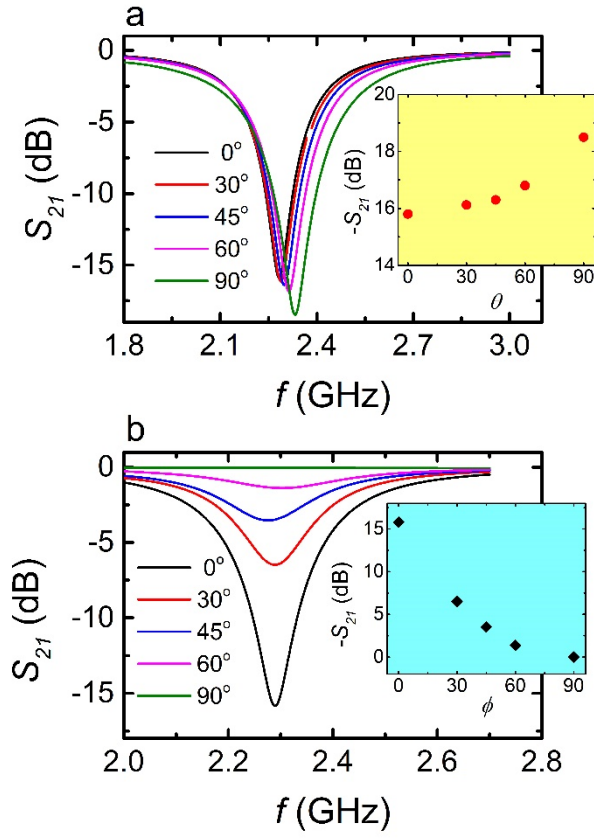 a
0
-5
-10
-15
S21 (dB)
0°
30°
45°
60°
90°
1.8 2.1 2.4 2.7 3.0
f (GHz)
20
18
16
14
-S21 (dB)
0 30 60 90
θ
b
0
-5
-10
-15
S21 (dB)
0°
30°
45°
60°
90°
2.0 2.2 2.4 2.6 2.8
f (GHz)
15
10
5
0
-S21 (dB)
0 30 60 90
ϕ